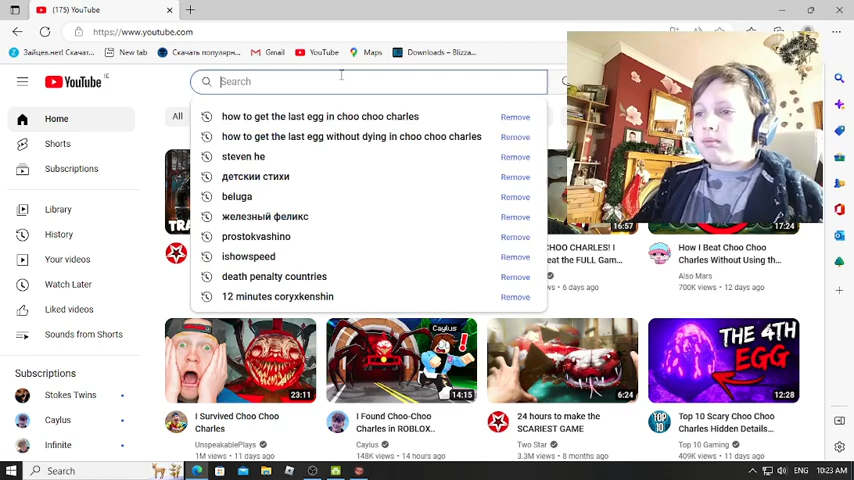 (175) YouTube
https://www.youtube.com
Зайцев.нет! Скачат...
New tab
Скачать популярн...
Gmail
YouTube
Maps
Downloads – Blizza...
YouTube IE
Search
Home
Shorts
Subscriptions
Library
History
Your videos
Watch Later
Liked videos
Sounds from Shorts
Subscriptions
Stokes Twins
Caylus
Infinite
All
how to get the last egg in choo choo charles Remove
how to get the last egg without dying in choo choo charles Remove
steven he Remove
детскии стихи Remove
beluga Remove
железный феликс Remove
prostokvashino Remove
ishowspeed Remove
death penalty countries Remove
12 minutes coryxkenshin Remove
16:57
17:24
CHOO CHARLES! I
eat the FULL Gam...
6 days ago
How I Beat Choo Choo
Charles Without Using th...
Also Mars
700K views • 12 days ago
23:11
Caylus
14:15
6:24
THE 4TH
EGG
12:28
I Survived Choo Choo
Charles
UnspeakablePlays
1M views • 11 days ago
I Found Choo-Choo
Charles in ROBLOX..
Caylus
148K views • 14 hours ago
24 hours to make the
SCARIEST GAME
Two Star
3.3M views • 8 months ago
TOP 10
Top 10 Scary Choo Choo
Charles Hidden Details...
Top 10 Gaming
409K views • 11 days ago
Search
ENG
10:23 AM